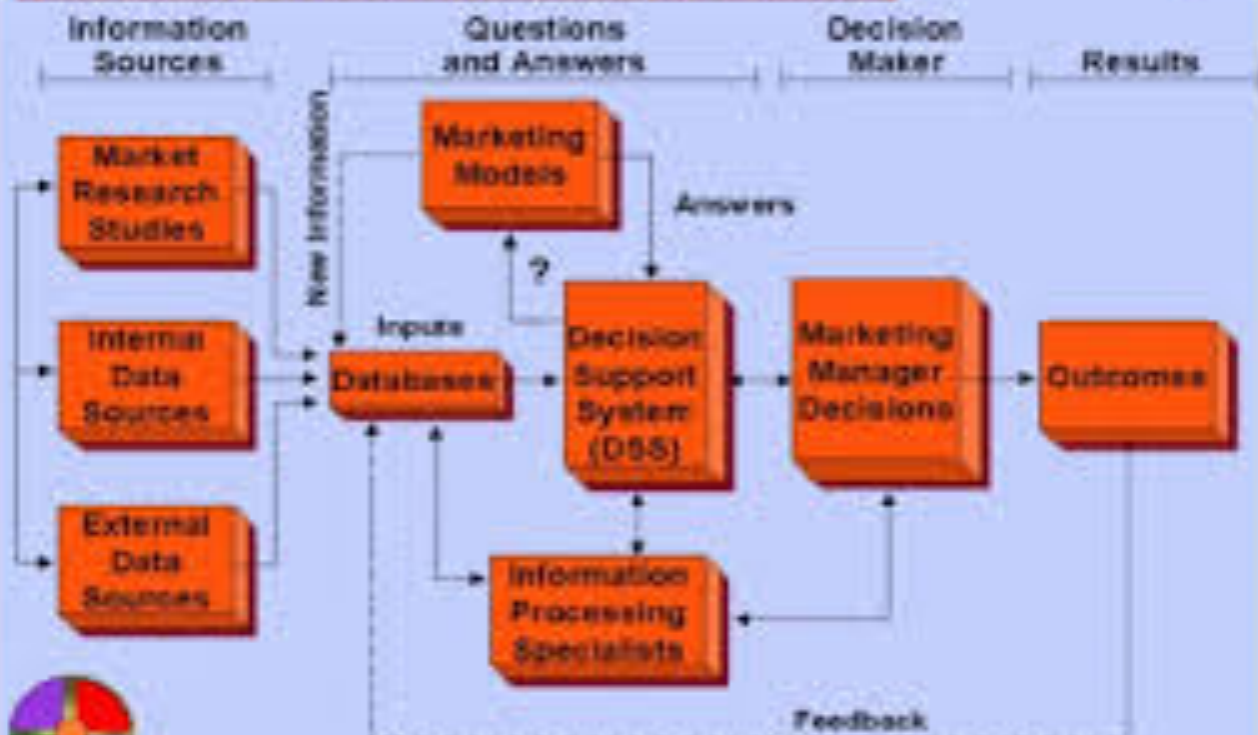 Information
Sources
Questions
and Answers
Decision
Maker
Results
Market
Research
Studies
Internal
Data
Sources
External
Data
Sources
New Information
Marketing
Models
Answers
?
Inputs
Databases
Decision
Support
System
(DSS)
Marketing
Manager
Decisions
Outcomes
Information
Processing
Specialists
Feedback